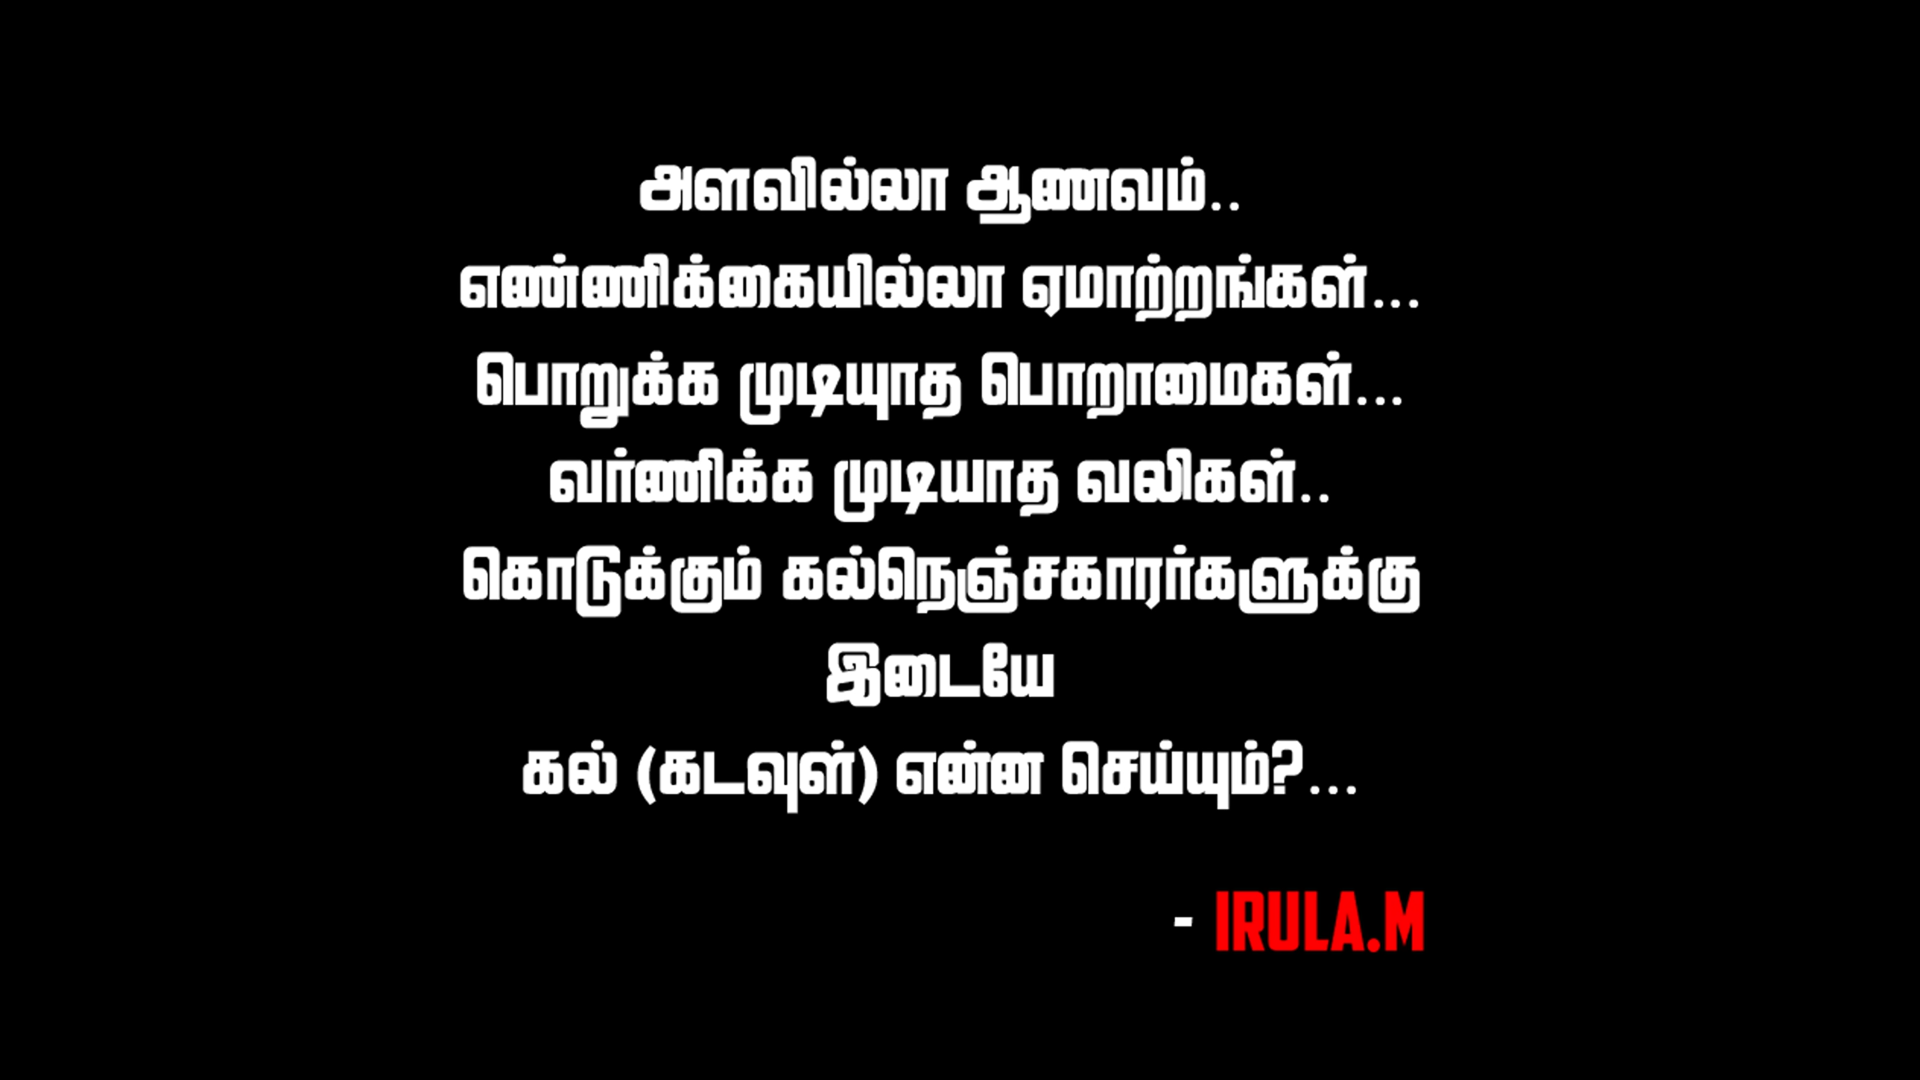 அளவில்லா ஆணவம்..
எண்ணிக்கையில்லா ஏமாற்றங்கள்...
பொறுக்க முடியுாத பொறாமைகள்...
வர்ணிக்க முடியாத வலிகள்..
கொடுக்கும் கல்நெஞ்சகாரர்களுக்கு
இடையே
கல் (கடவுள்) என்ன செய்யும்?...
- IRULA.M